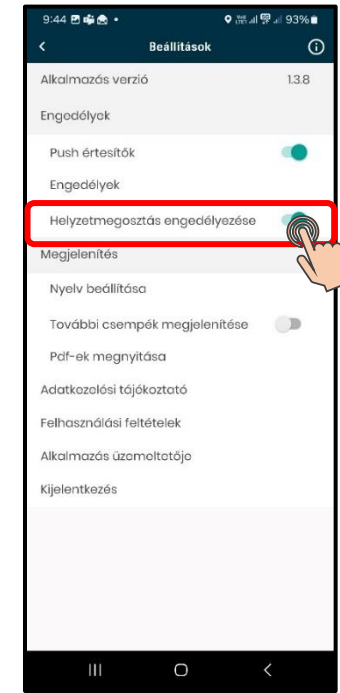 9:44 93%
Beállítások
Alkalmazás verzió 1.3.8
Engedélyek
Push értesítők
Engedélyek
Helyzetmegosztás engedélyezése
Megjelenítés
Nyelv beállítása
További csempék megjelenítése
Pdf-ek megnyitása
Adatkezelési tájékoztató
Felhasználási feltételek
Alkalmazás üzemeltetője
Kijelentkezés